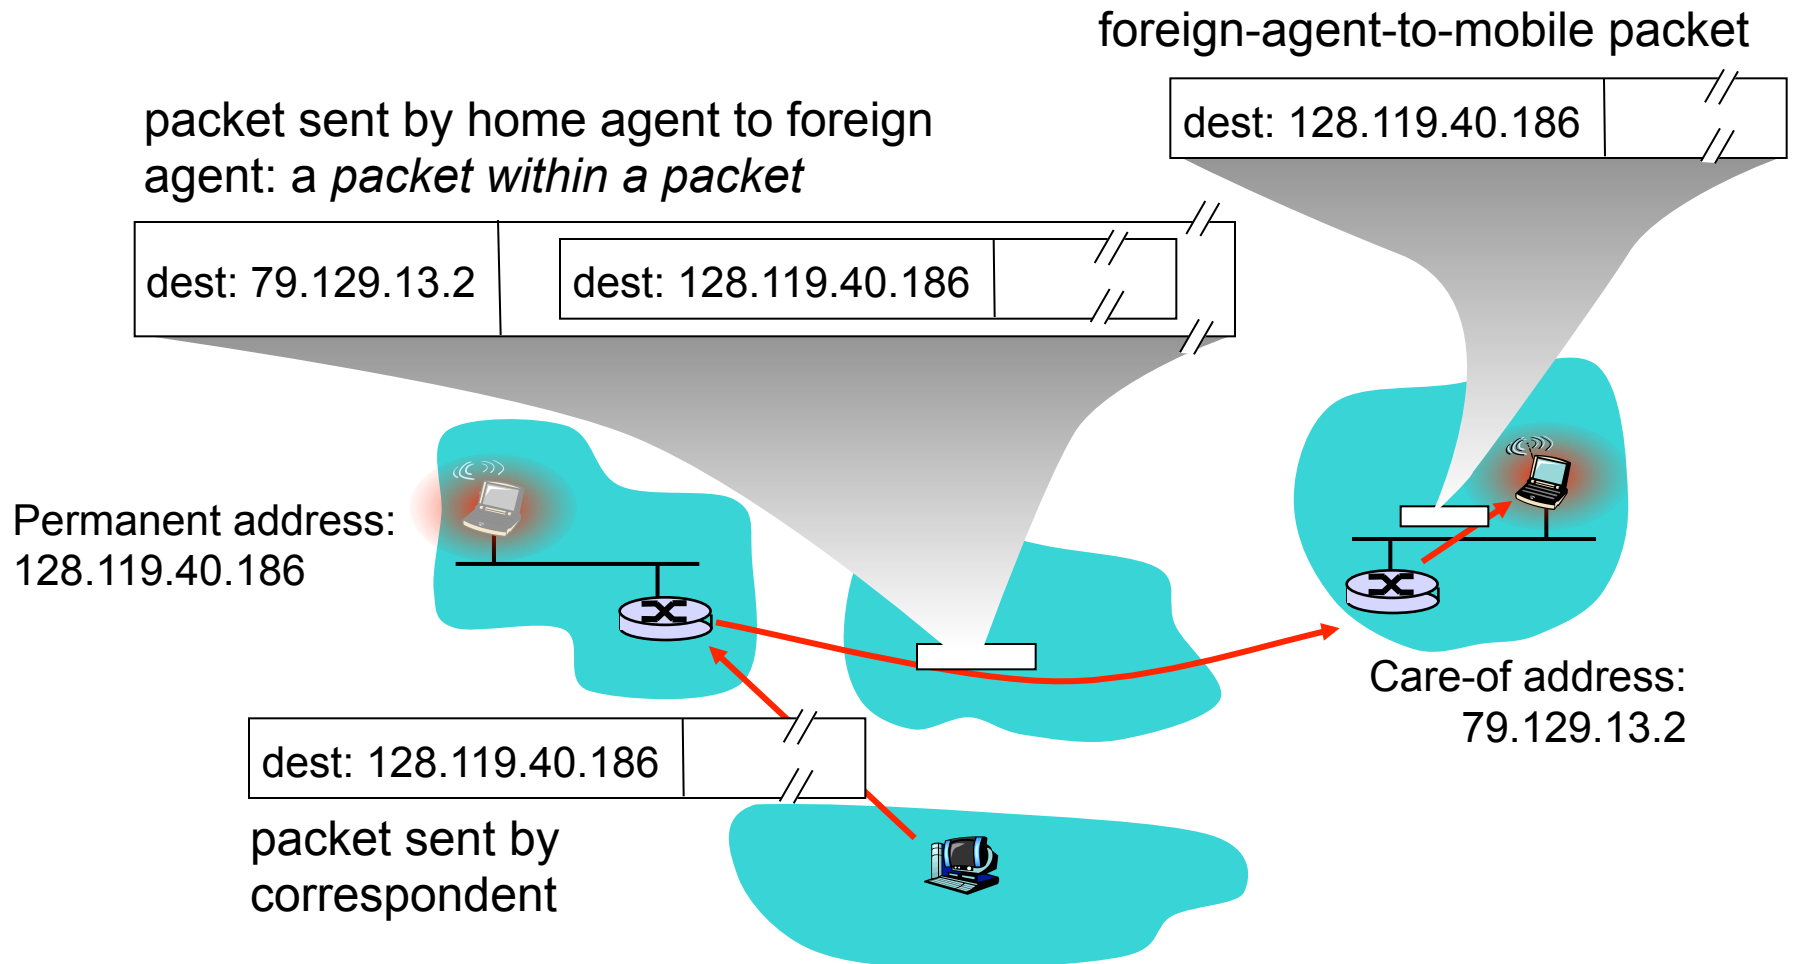 foreign-agent-to-mobile packet
dest: 128.119.40.186
packet sent by home agent to foreign
agent: a packet within a packet
dest: 79.129.13.2
dest: 128.119.40.186
Permanent address:
128.119.40.186
Care-of address:
79.129.13.2
dest: 128.119.40.186
packet sent by
correspondent